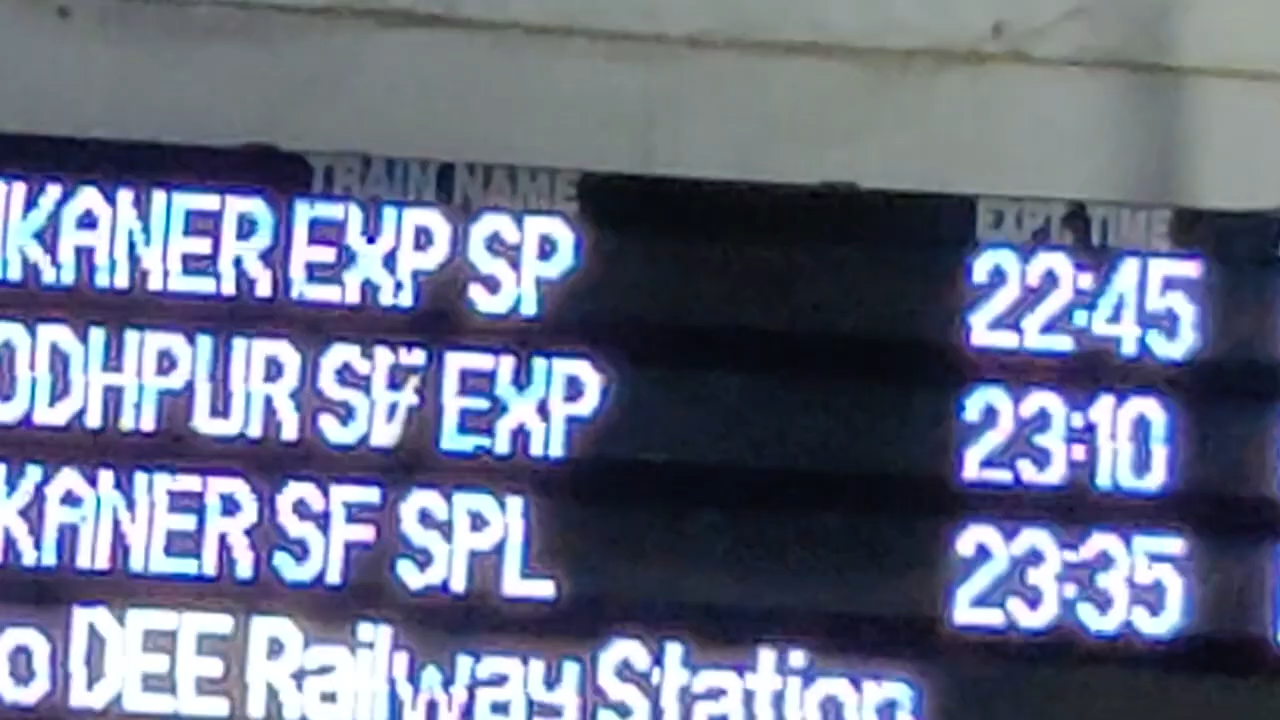 TRAIN NAME EXPT. TIME
IKANER EXP SP 22:45
ODHPUR SF EXP 23:10
KANER SF SPL 23:35
o DEE Railway Station